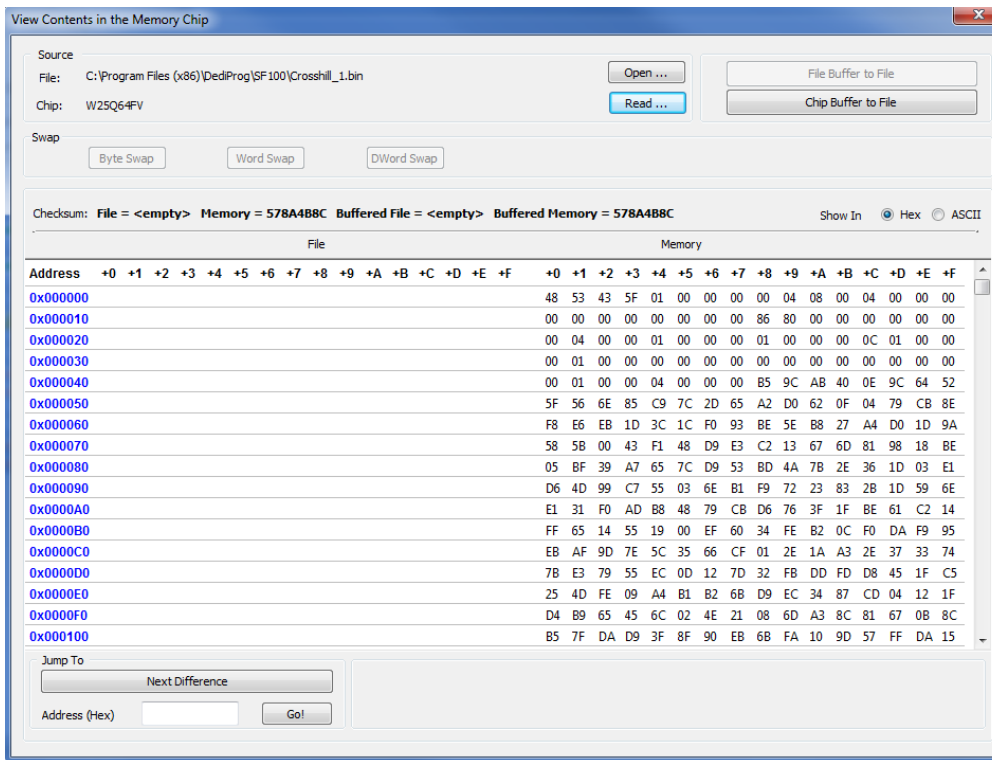 View Contents in the Memory Chip
Source
File: C:\Program Files (x86)\DediProg\SF100\Crosshill_1.bin
Open ...
File Buffer to File
Chip: W25Q64FV
Read ...
Chip Buffer to File
Swap
Byte Swap
Word Swap
DWord Swap
Checksum: File = <empty> Memory = 578A4B8C Buffered File = <empty> Buffered Memory = 578A4B8C
Show In Hex ASCII
File Memory
Address +0 +1 +2 +3 +4 +5 +6 +7 +8 +9 +A +B +C +D +E +F +0 +1 +2 +3 +4 +5 +6 +7 +8 +9 +A +B +C +D +E +F
0x000000 48 53 43 5F 01 00 00 00 00 04 08 00 04 00 00 00
0x000010 00 00 00 00 00 00 00 00 86 80 00 00 00 00 00 00
0x000020 00 04 00 00 01 00 00 00 01 00 00 00 0C 01 00 00
0x000030 00 01 00 00 00 00 00 00 00 00 00 00 00 00 00 00
0x000040 00 01 00 00 04 00 00 00 B5 9C AB 40 0E 9C 64 52
0x000050 5F 56 6E 85 C9 7C 2D 65 A2 D0 62 0F 04 79 CB 8E
0x000060 F8 E6 EB 1D 3C 1C F0 93 BE 5E B8 27 A4 D0 1D 9A
0x000070 58 5B 00 43 F1 48 D9 E3 C2 13 67 6D 81 98 18 BE
0x000080 05 BF 39 A7 65 7C D9 53 BD 4A 7B 2E 36 1D 03 E1
0x000090 D6 4D 99 C7 55 03 6E B1 F9 72 23 83 2B 1D 59 6E
0x0000A0 E1 31 F0 AD B8 48 79 CB D6 76 3F 1F BE 61 C2 14
0x0000B0 FF 65 14 55 19 00 EF 60 34 FE B2 0C F0 DA F9 95
0x0000C0 EB AF 9D 7E 5C 35 66 CF 01 2E 1A A3 2E 37 33 74
0x0000D0 7B E3 79 55 EC 0D 12 7D 32 FB DD FD D8 45 1F C5
0x0000E0 25 4D FE 09 A4 B1 B2 6B D9 EC 34 87 CD 04 12 1F
0x0000F0 D4 B9 65 45 6C 02 4E 21 08 6D A3 8C 81 67 0B 8C
0x000100 B5 7F DA D9 3F 8F 90 EB 6B FA 10 9D 57 FF DA 15
Jump To
Next Difference
Address (Hex)
Go!